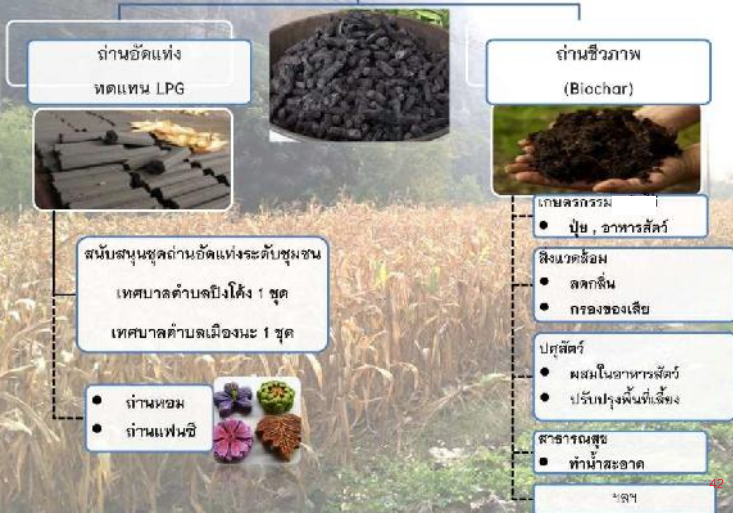 ถ่านอัดแท่ง
ทดแทน LPG
สนับสนุนชุดถ่านอัดแท่งระดับชุมชน
เทศบาลตำบลปิงโค้ง 1 ชุด
เทศบาลตำบลเมืองนะ 1 ชุด
● ถ่านหอม
● ถ่านแฟนซี
ถ่านชีวภาพ
(Biochar)
เกษตรกรรม
● ปุ๋ย , อาหารสัตว์
สิ่งแวดล้อม
● ลดกลิ่น
● กรองของเสีย
ปศุสัตว์
● ผสมในอาหารสัตว์
● ปรับปรุงพื้นที่เลี้ยง
สาธารณสุข
● ทำน้ำสะอาด
ฯลฯ
42